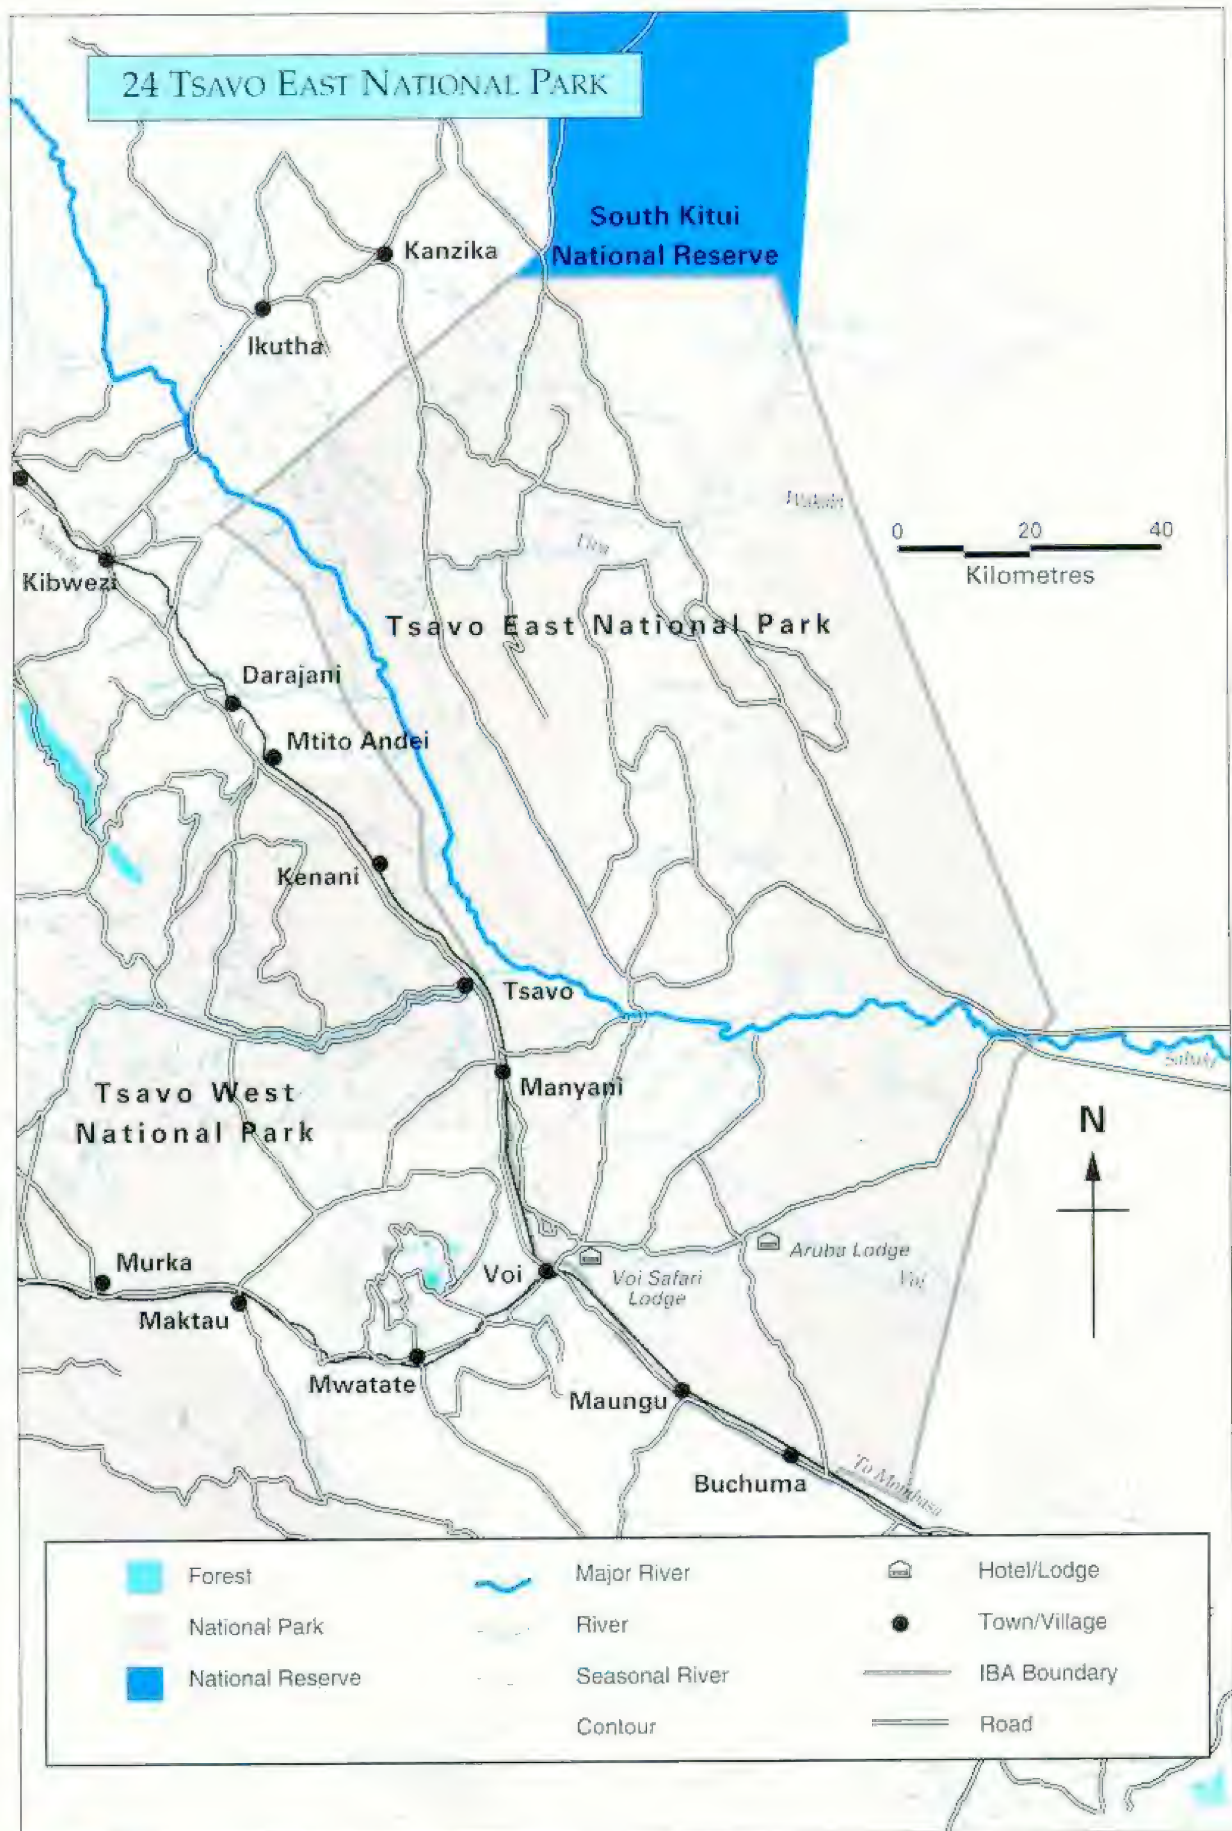 24 TSAVO EAST NATIONAL PARK
South Kitui
National Reserve
Kanzika
Ikutha
0 20 40
Kilometres
Kibwezi
Tsavo East National Park
Darajani
Mtito Andei
Kenani
Tsavo
Sabaki
Manyani
Tsavo West
National Park
N
Aruba Lodge
Voi
Murka
Voi
Voi Safari
Lodge
Maktau
Mwatate
Maungu
Buchuma
To Mombasa
Forest
National Park
National Reserve
Major River
River
Seasonal River
Contour
Hotel/Lodge
Town/Village
IBA Boundary
Road